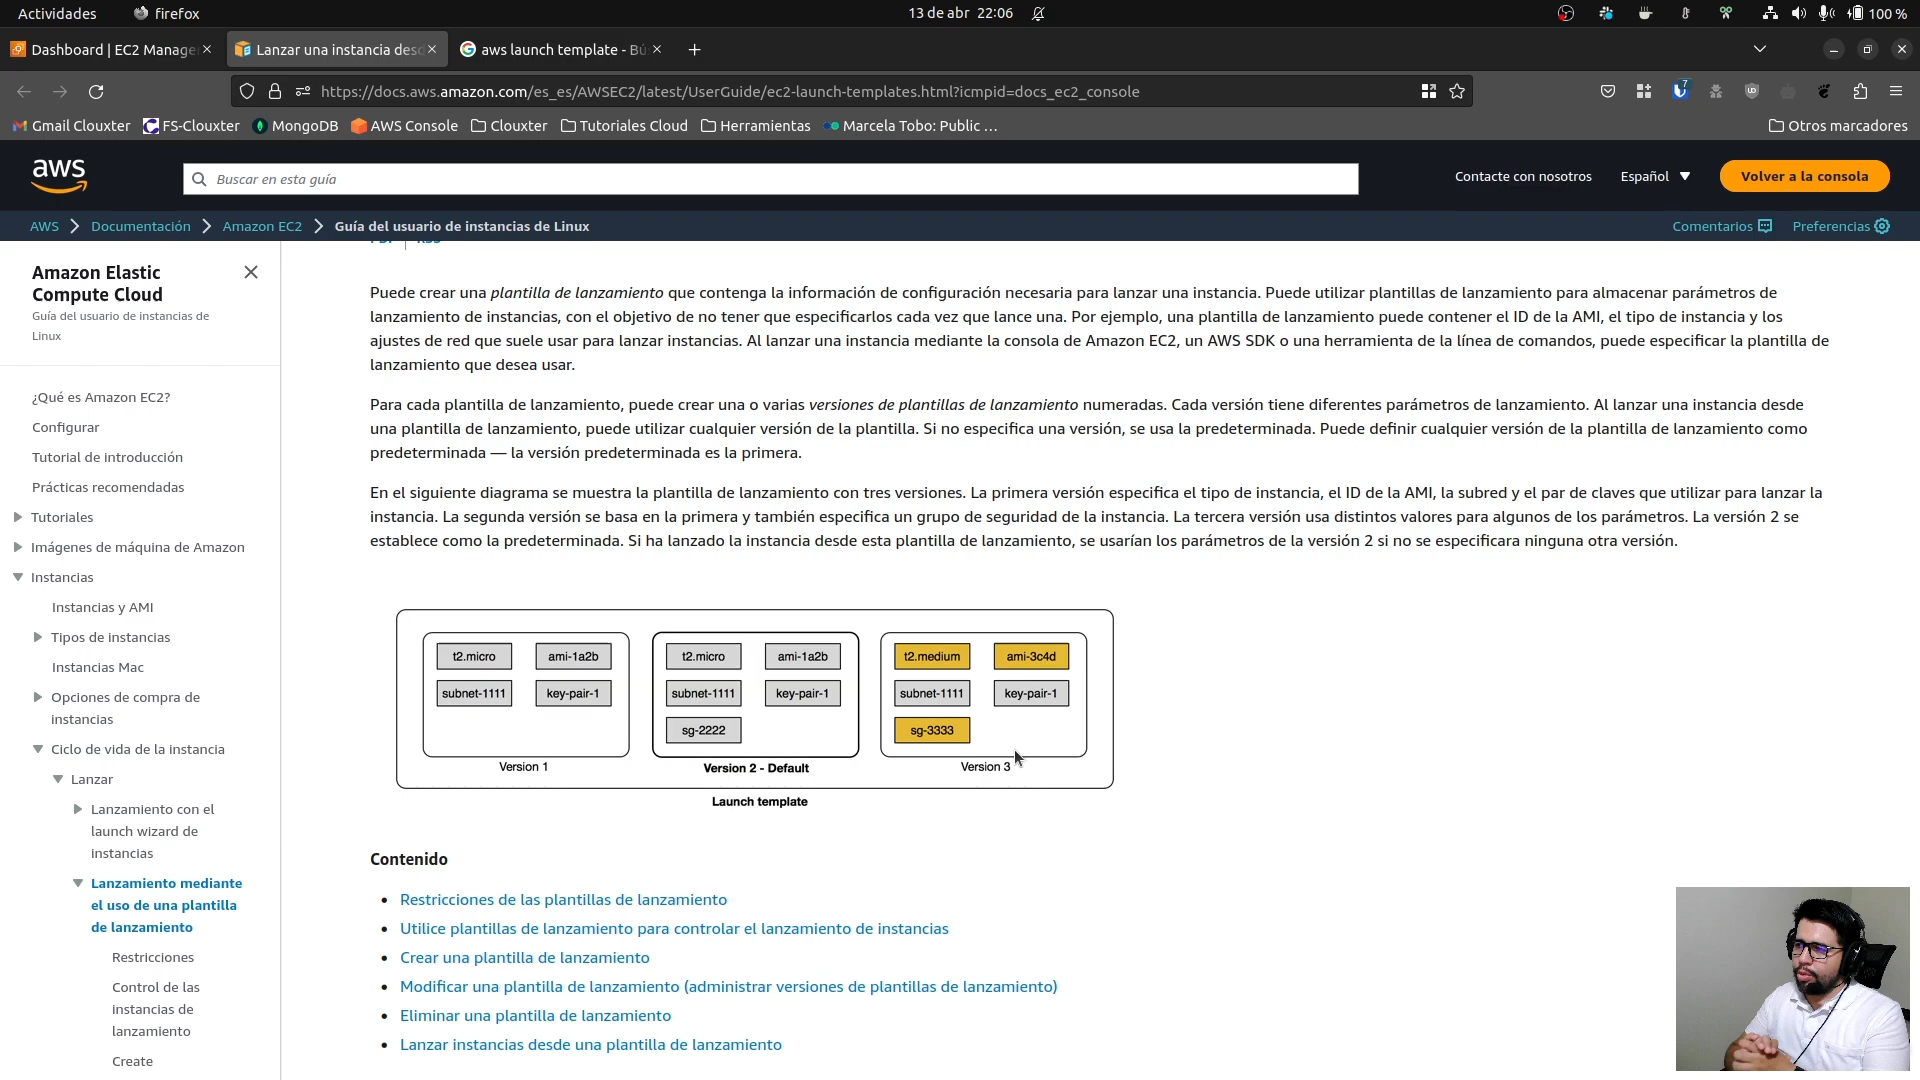 Actividades
firefox
13 de abr 22:06
100 %
Dashboard | EC2 Manage
Lanzar una instancia desd
aws launch template - Bú
https://docs.aws.amazon.com/es_es/AWSEC2/latest/UserGuide/ec2-launch-templates.html?icmpid=docs_ec2_console
7
Gmail Clouxter
FS-Clouxter
MongoDB
AWS Console
Clouxter
Tutoriales Cloud
Herramientas
Marcela Tobo: Public …
Otros marcadores
aws
Buscar en esta guía
Contacte con nosotros
Español
Volver a la consola
AWS
Documentación
Amazon EC2
Guía del usuario de instancias de Linux
Comentarios
Preferencias
PDF | RSS
Amazon Elastic
Compute Cloud
Guía del usuario de instancias de
Linux
¿Qué es Amazon EC2?
Configurar
Tutorial de introducción
Prácticas recomendadas
Tutoriales
Imágenes de máquina de Amazon
Instancias
Instancias y AMI
Tipos de instancias
Instancias Mac
Opciones de compra de
instancias
Ciclo de vida de la instancia
Lanzar
Lanzamiento con el
launch wizard de
instancias
Lanzamiento mediante
el uso de una plantilla
de lanzamiento
Restricciones
Control de las
instancias de
lanzamiento
Create
Puede crear una plantilla de lanzamiento que contenga la información de configuración necesaria para lanzar una instancia. Puede utilizar plantillas de lanzamiento para almacenar parámetros de
lanzamiento de instancias, con el objetivo de no tener que especificarlos cada vez que lance una. Por ejemplo, una plantilla de lanzamiento puede contener el ID de la AMI, el tipo de instancia y los
ajustes de red que suele usar para lanzar instancias. Al lanzar una instancia mediante la consola de Amazon EC2, un AWS SDK o una herramienta de la línea de comandos, puede especificar la plantilla de
lanzamiento que desea usar.
Para cada plantilla de lanzamiento, puede crear una o varias versiones de plantillas de lanzamiento numeradas. Cada versión tiene diferentes parámetros de lanzamiento. Al lanzar una instancia desde
una plantilla de lanzamiento, puede utilizar cualquier versión de la plantilla. Si no especifica una versión, se usa la predeterminada. Puede definir cualquier versión de la plantilla de lanzamiento como
predeterminada — la versión predeterminada es la primera.
En el siguiente diagrama se muestra la plantilla de lanzamiento con tres versiones. La primera versión especifica el tipo de instancia, el ID de la AMI, la subred y el par de claves que utilizar para lanzar la
instancia. La segunda versión se basa en la primera y también especifica un grupo de seguridad de la instancia. La tercera versión usa distintos valores para algunos de los parámetros. La versión 2 se
establece como la predeterminada. Si ha lanzado la instancia desde esta plantilla de lanzamiento, se usarían los parámetros de la versión 2 si no se especificara ninguna otra versión.
t2.micro ami-1a2b
subnet-1111 key-pair-1
Version 1
t2.micro ami-1a2b
subnet-1111 key-pair-1
sg-2222
Version 2 - Default
t2.medium ami-3c4d
subnet-1111 key-pair-1
sg-3333
Version 3
Launch template
Contenido
Restricciones de las plantillas de lanzamiento
Utilice plantillas de lanzamiento para controlar el lanzamiento de instancias
Crear una plantilla de lanzamiento
Modificar una plantilla de lanzamiento (administrar versiones de plantillas de lanzamiento)
Eliminar una plantilla de lanzamiento
Lanzar instancias desde una plantilla de lanzamiento